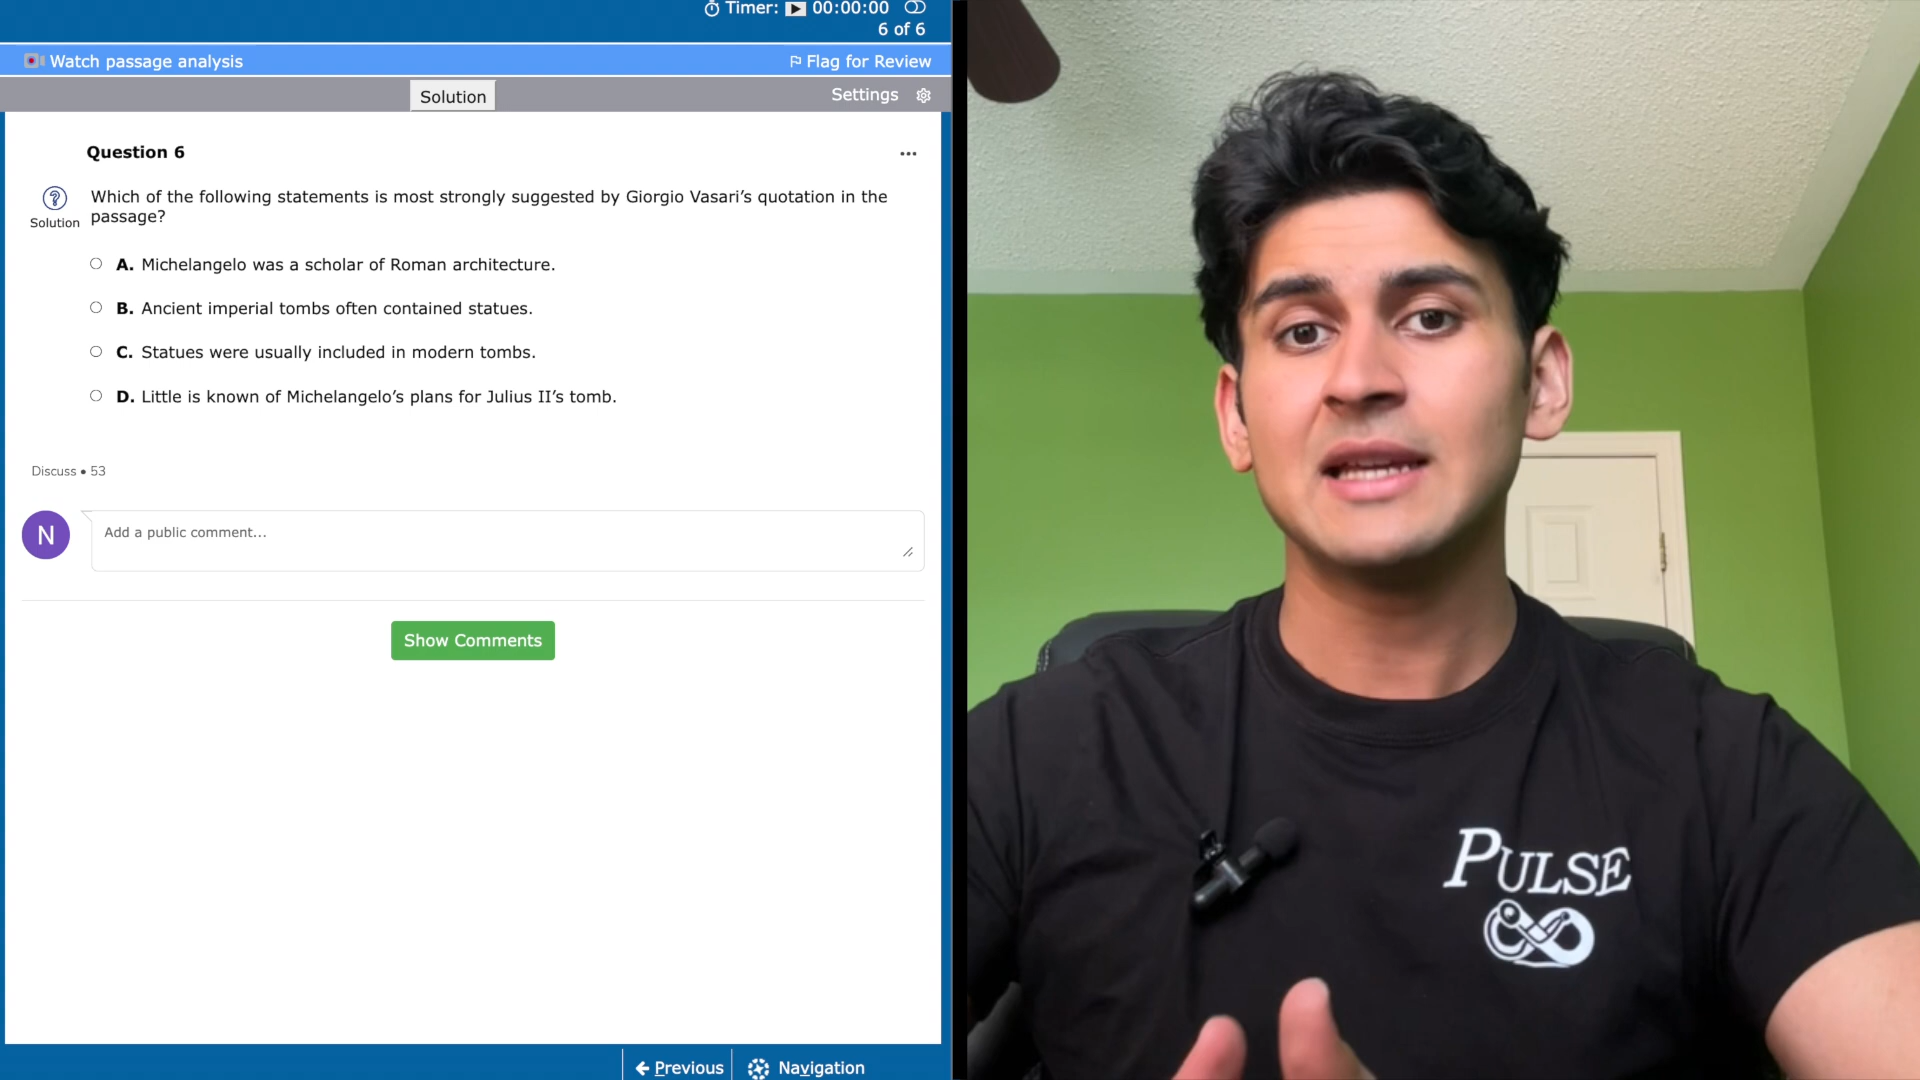 Timer: 00:00:00
6 of 6
Watch passage analysis
Flag for Review
Solution
Settings
Question 6
Solution
Which of the following statements is most strongly suggested by Giorgio Vasari’s quotation in the
passage?
A. Michelangelo was a scholar of Roman architecture.
B. Ancient imperial tombs often contained statues.
C. Statues were usually included in modern tombs.
D. Little is known of Michelangelo’s plans for Julius II’s tomb.
Discuss • 53
N
Add a public comment...
Show Comments
Previous
Navigation
PULSE